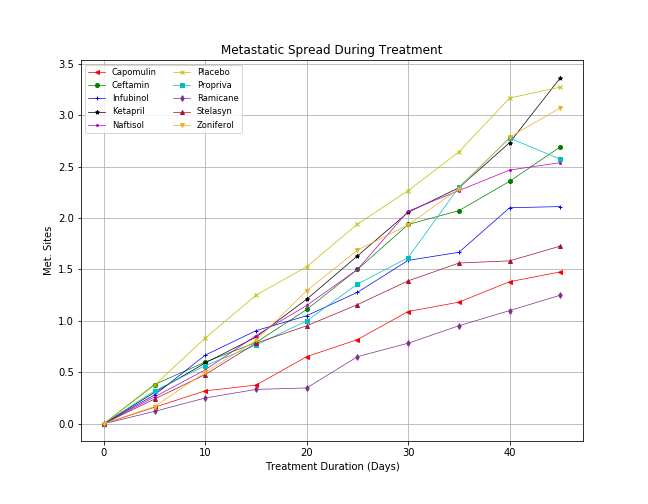 Metastatic Spread During Treatment
3.5
3.0
2.5
2.0
1.5
1.0
0.5
0.0
Met. Sites
Capomulin
Ceftamin
Infubinol
Ketapril
Naftisol
Placebo
Propriva
Ramicane
Stelasyn
Zoniferol
0 10 20 30 40
Treatment Duration (Days)